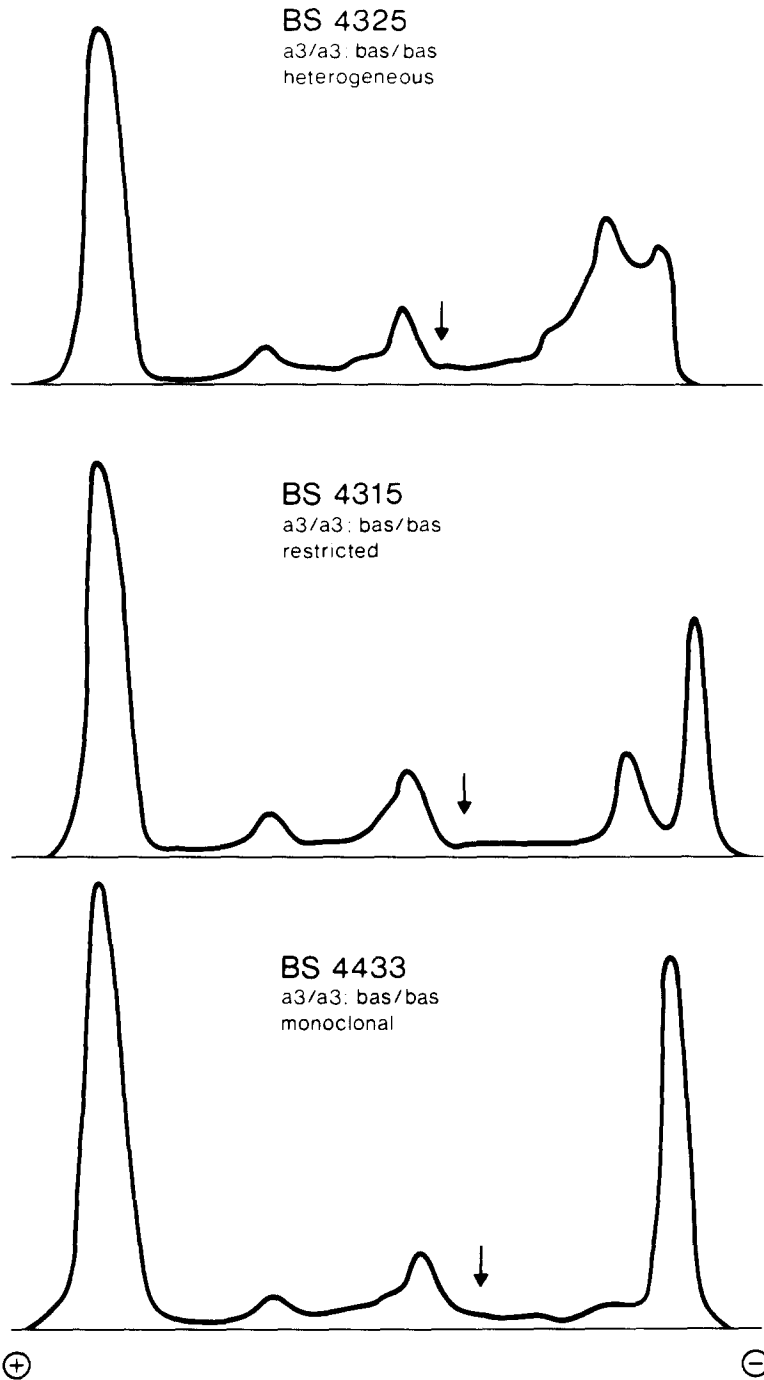 BS 4325
a3/a3: bas/bas
heterogeneous
BS 4315
a3/a3: bas/bas
restricted
BS 4433
a3/a3: bas/bas
monoclonal
⊕ ⊖